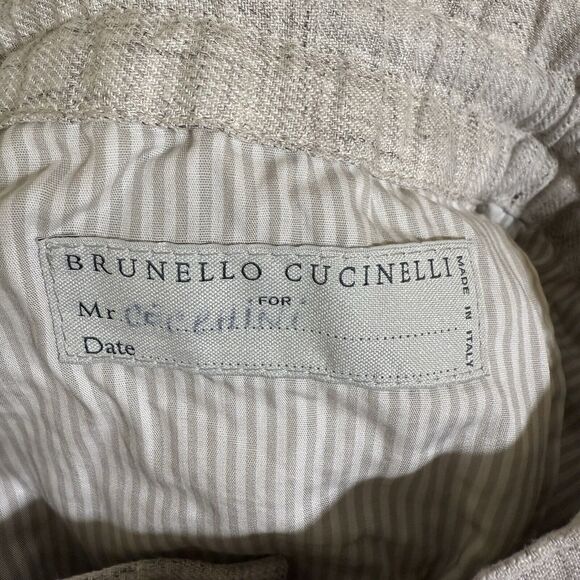 BRUNELLO CUCINELLI
FOR
Mr
Date
MADE IN ITALY